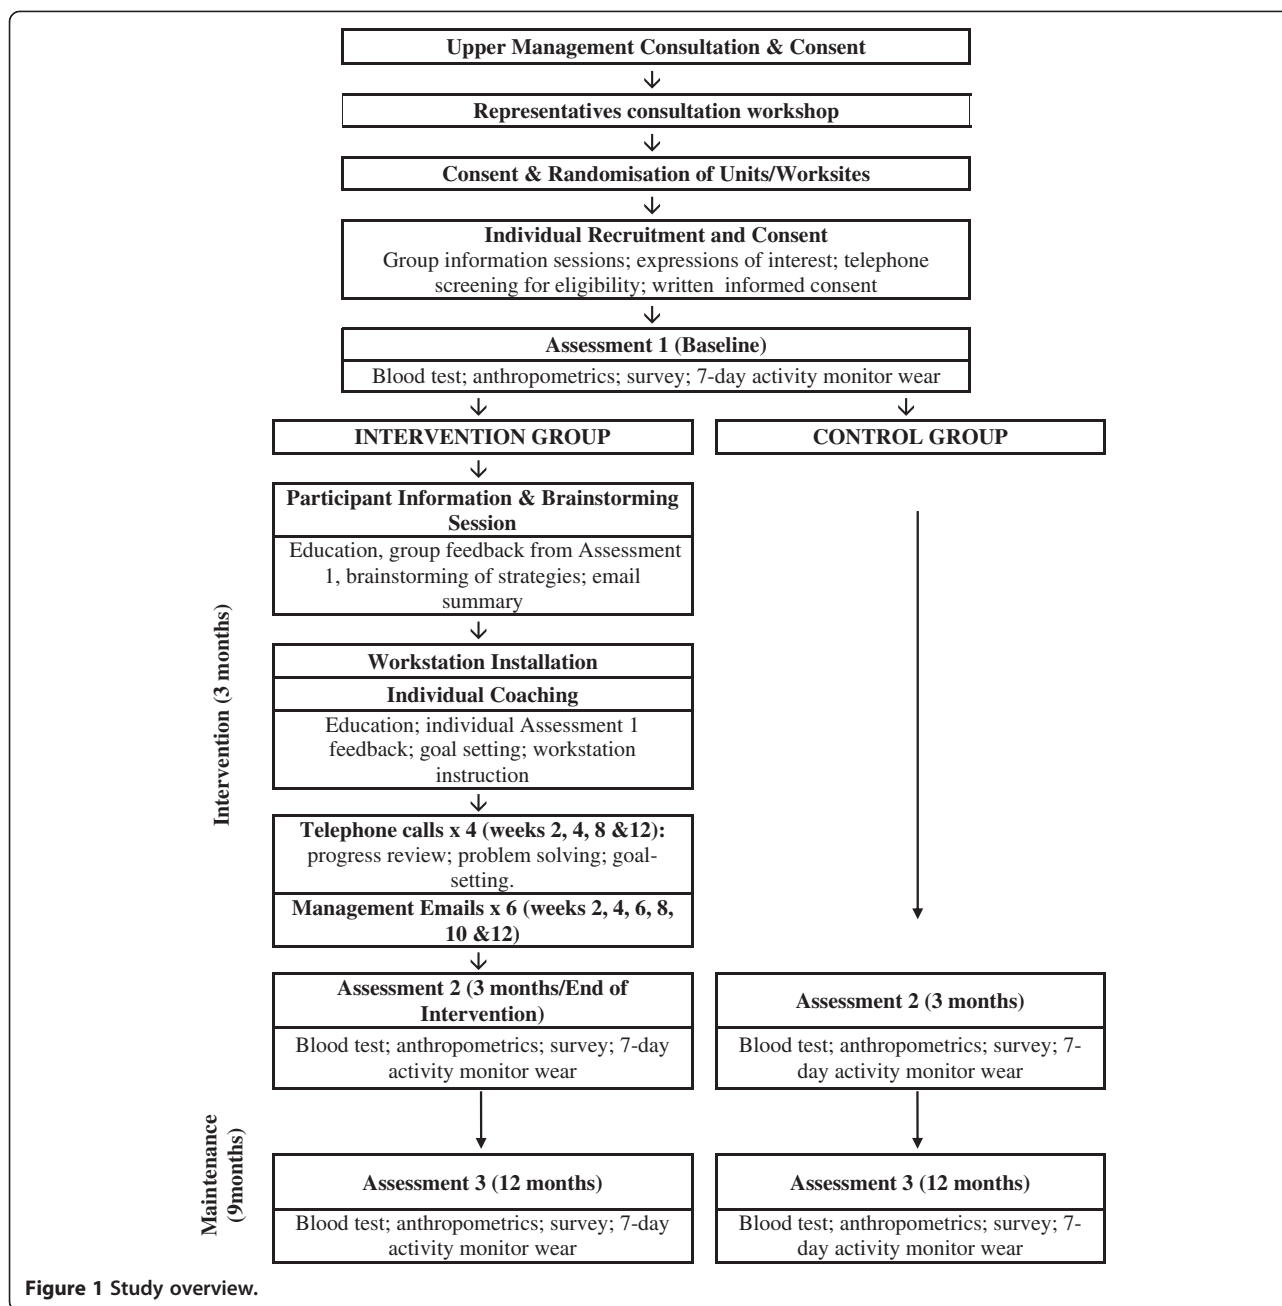 Upper Management Consultation & Consent
Representatives consultation workshop
Consent & Randomisation of Units/Worksites
Individual Recruitment and Consent
Group information sessions; expressions of interest; telephone
screening for eligibility; written informed consent
Assessment 1 (Baseline)
Blood test; anthropometrics; survey; 7-day activity monitor wear
INTERVENTION GROUP
CONTROL GROUP
Intervention (3 months)
Participant Information & Brainstorming
Session
Education, group feedback from Assessment
1, brainstorming of strategies; email
summary
Workstation Installation
Individual Coaching
Education; individual Assessment 1
feedback; goal setting; workstation
instruction
Telephone calls x 4 (weeks 2, 4, 8 &12):
progress review; problem solving; goal-
setting.
Management Emails x 6 (weeks 2, 4, 6, 8,
10 &12)
Assessment 2 (3 months/End of
Intervention)
Blood test; anthropometrics; survey; 7-day
activity monitor wear
Assessment 2 (3 months)
Blood test; anthropometrics; survey; 7-
day activity monitor wear
Maintenance
(9months)
Assessment 3 (12 months)
Blood test; anthropometrics; survey; 7-day
activity monitor wear
Assessment 3 (12 months)
Blood test; anthropometrics; survey; 7-
day activity monitor wear
Figure 1 Study overview.